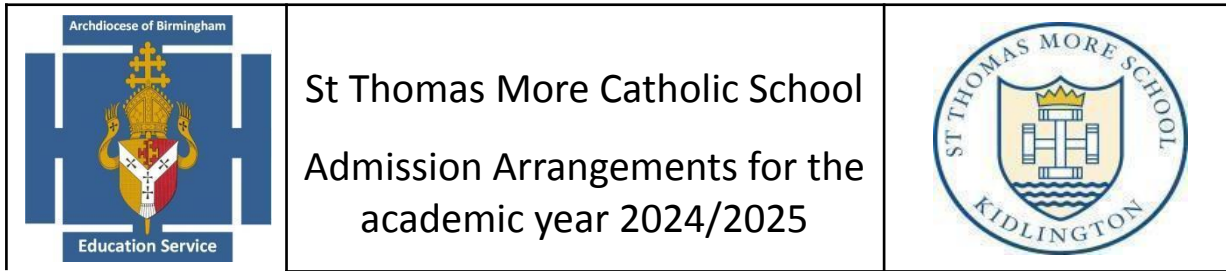 Archdiocese of Birmingham
Education Service
St Thomas More Catholic School
Admission Arrangements for the
academic year 2024/2025
ST THOMAS MORE SCHOOL
KIDLINGTON